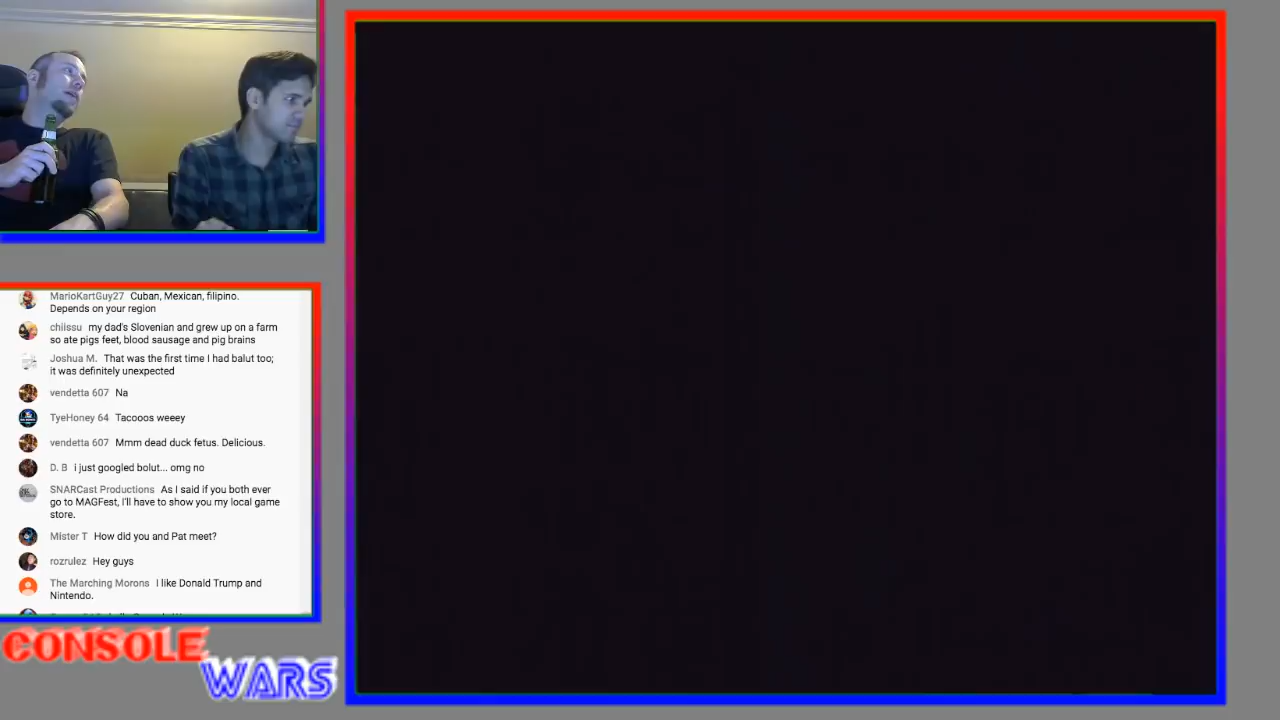 MarioKartGuy27 Cuban, Mexican, filipino.
Depends on your region
chiissu my dad's Slovenian and grew up on a farm
so ate pigs feet, blood sausage and pig brains
Joshua M. That was the first time I had balut too;
it was definitely unexpected
vendetta 607 Na
TyeHoney 64 Tacooos weeey
vendetta 607 Mmm dead duck fetus. Delicious.
D. B i just googled bolut... omg no
SNARCast Productions As I said if you both ever
go to MAGFest, I'll have to show you my local game
store.
Mister T How did you and Pat meet?
rozrulez Hey guys
The Marching Morons I like Donald Trump and
Nintendo.
CONSOLE
WARS